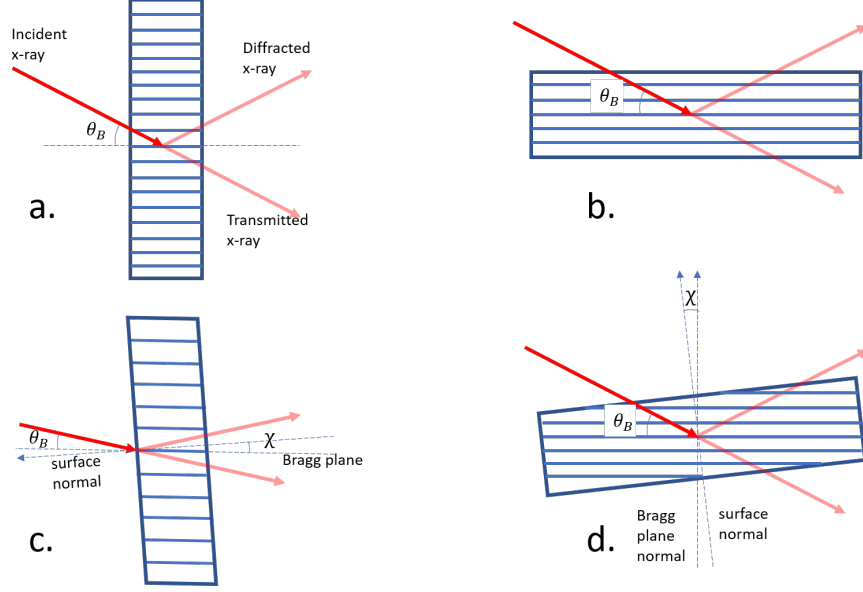 Incident
x-ray
Diffracted
x-ray
θB
Transmitted
x-ray
a.
θB
b.
θB
surface
normal
χ
Bragg plane
c.
χ
θB
Bragg
plane
normal
surface
normal
d.